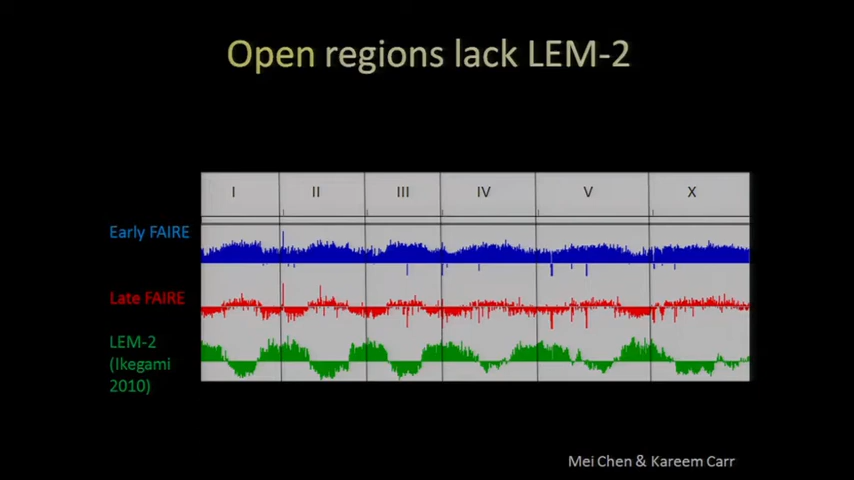 Open regions lack LEM-2
I II III IV V X
Early FAIRE
Late FAIRE
LEM-2
(Ikegami
2010)
Mei Chen & Kareem Carr